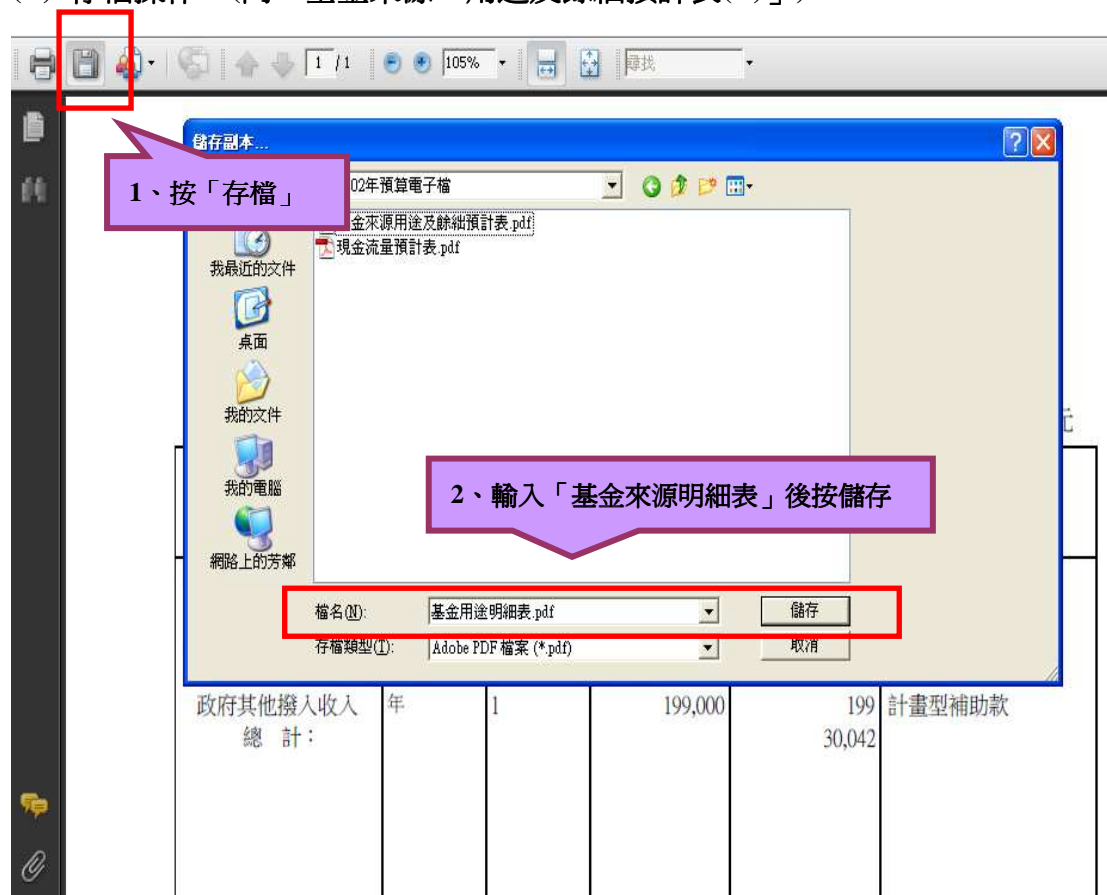 1 / 1 105% 尋找
儲存副本...
1、按「存檔」
02年預算電子檔
金來源用途及餘絀預計表.pdf
現金流量預計表.pdf
我最近的文件
桌面
我的文件
我的電腦
網路上的芳鄰
元
2、輸入「基金來源明細表」後按儲存
檔名(N): 基金用途明細表.pdf 儲存
存檔類型(T): Adobe PDF 檔案 (*.pdf) 取消
政府其他撥入收入 年 1 199,000 199 計畫型補助款
總 計： 30,042